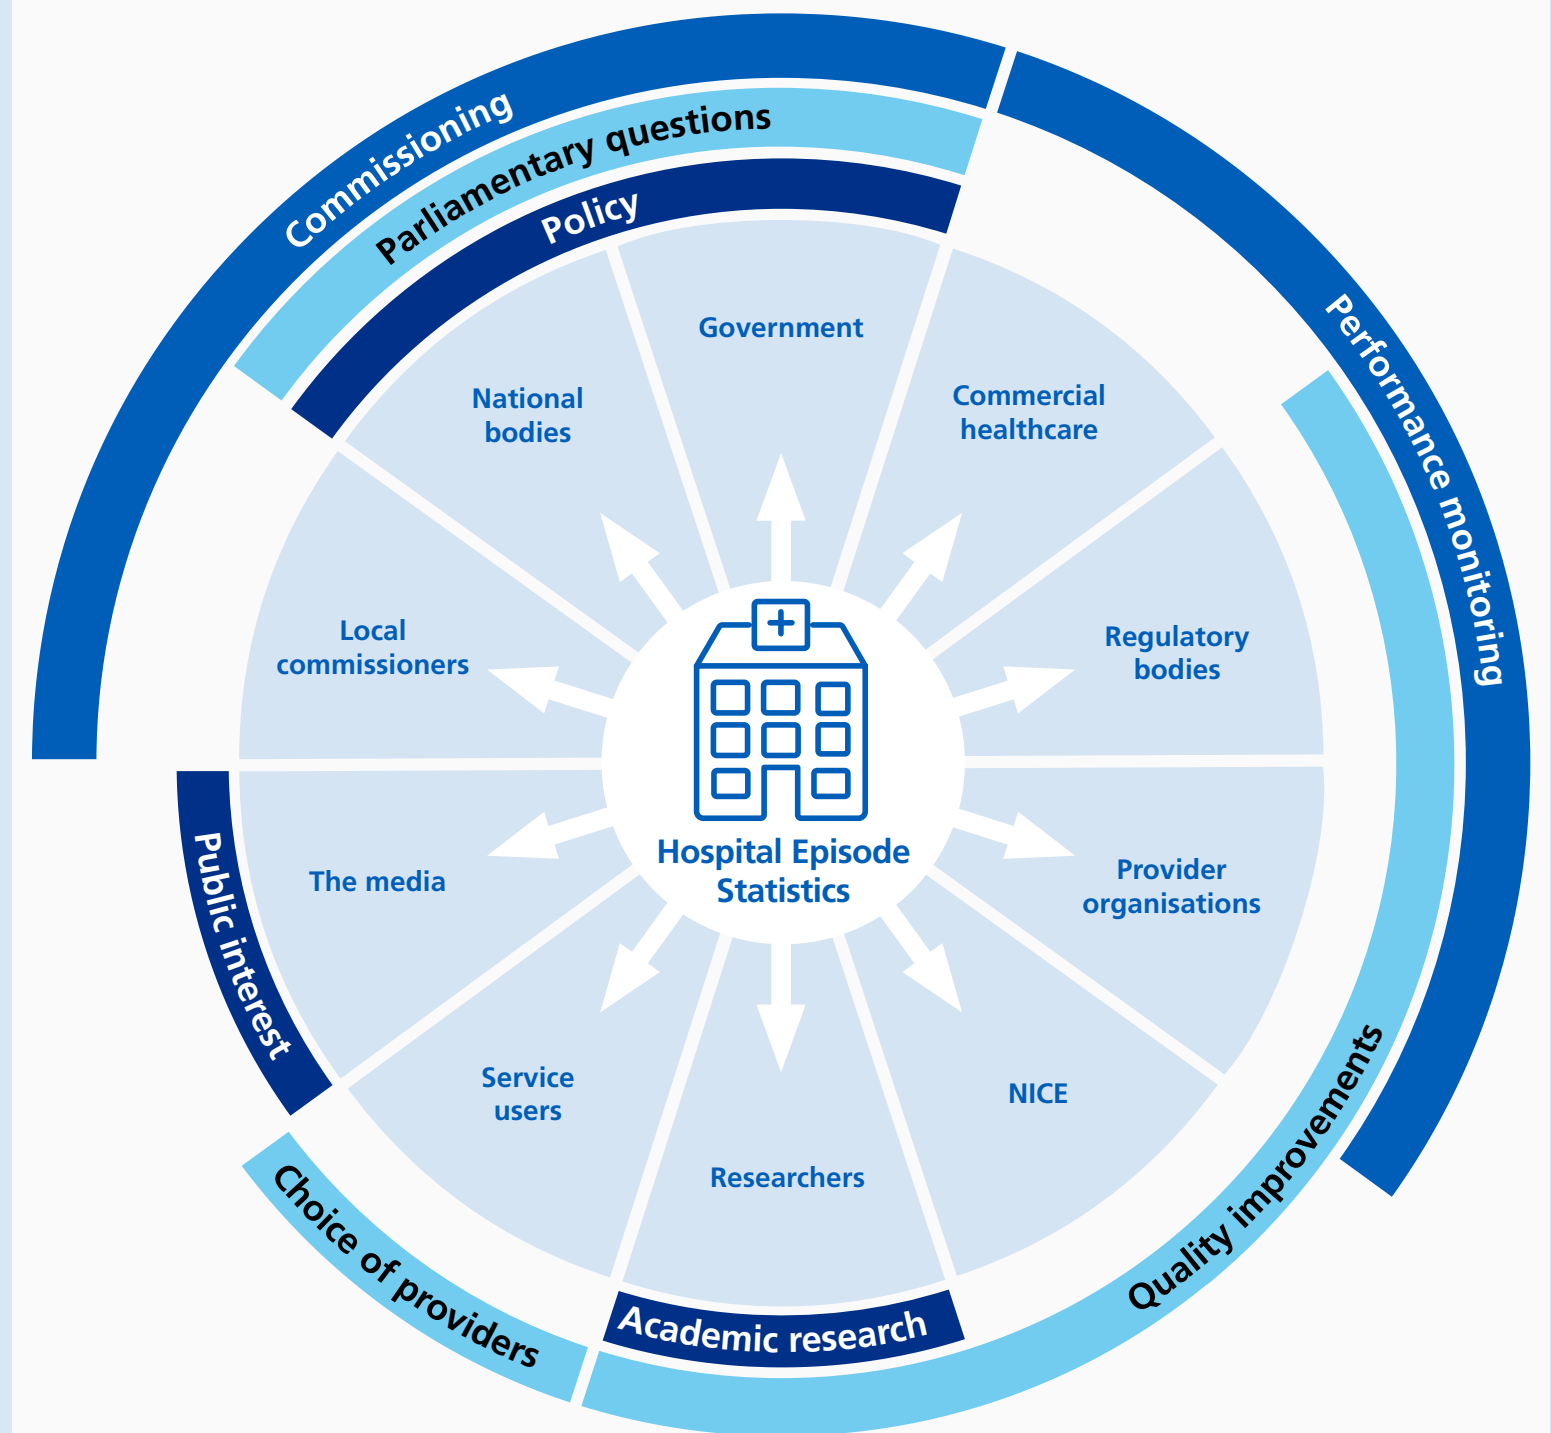 Commissioning
Parliamentary questions
Policy
Performance monitoring
Government
National
bodies
Commercial
healthcare
Local
commissioners
Regulatory
bodies
Hospital Episode
Statistics
The media
Provider
organisations
Public interest
Service
users
NICE
Researchers
Quality improvements
Choice of providers
Academic research